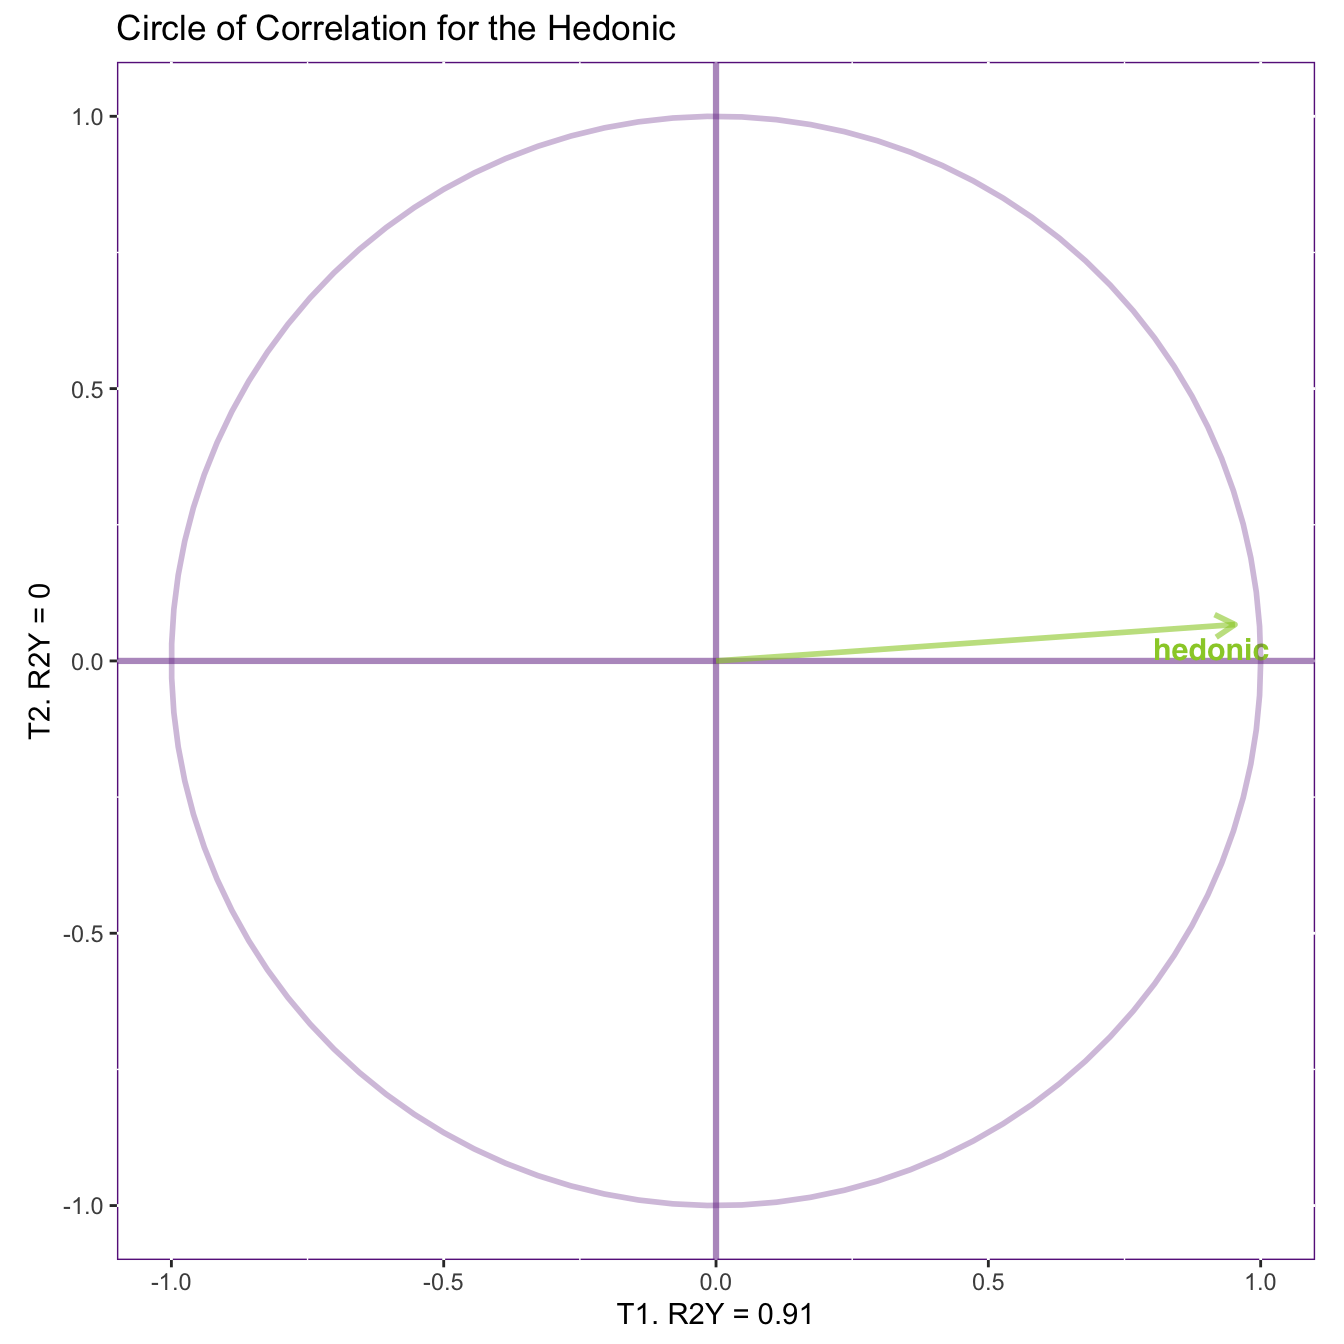 Circle of Correlation for the Hedonic
1.0
0.5
0.0
-0.5
-1.0
T2. R2Y = 0
hedonic
-1.0
-0.5
0.0
0.5
1.0
T1. R2Y = 0.91